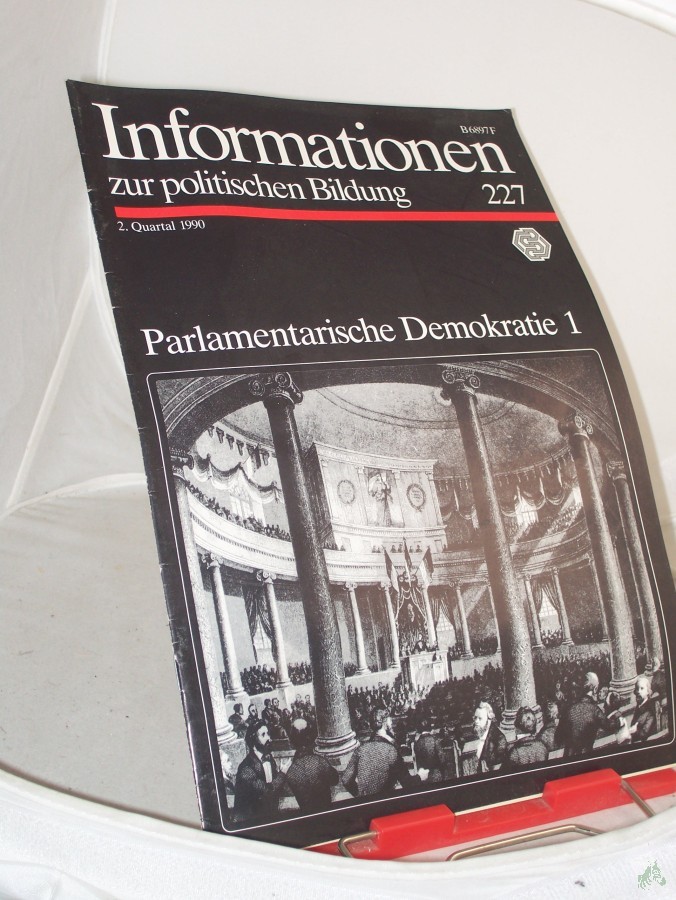 B 6897 F
Informationen
zur politischen Bildung 227
2. Quartal 1990
Parlamentarische Demokratie 1